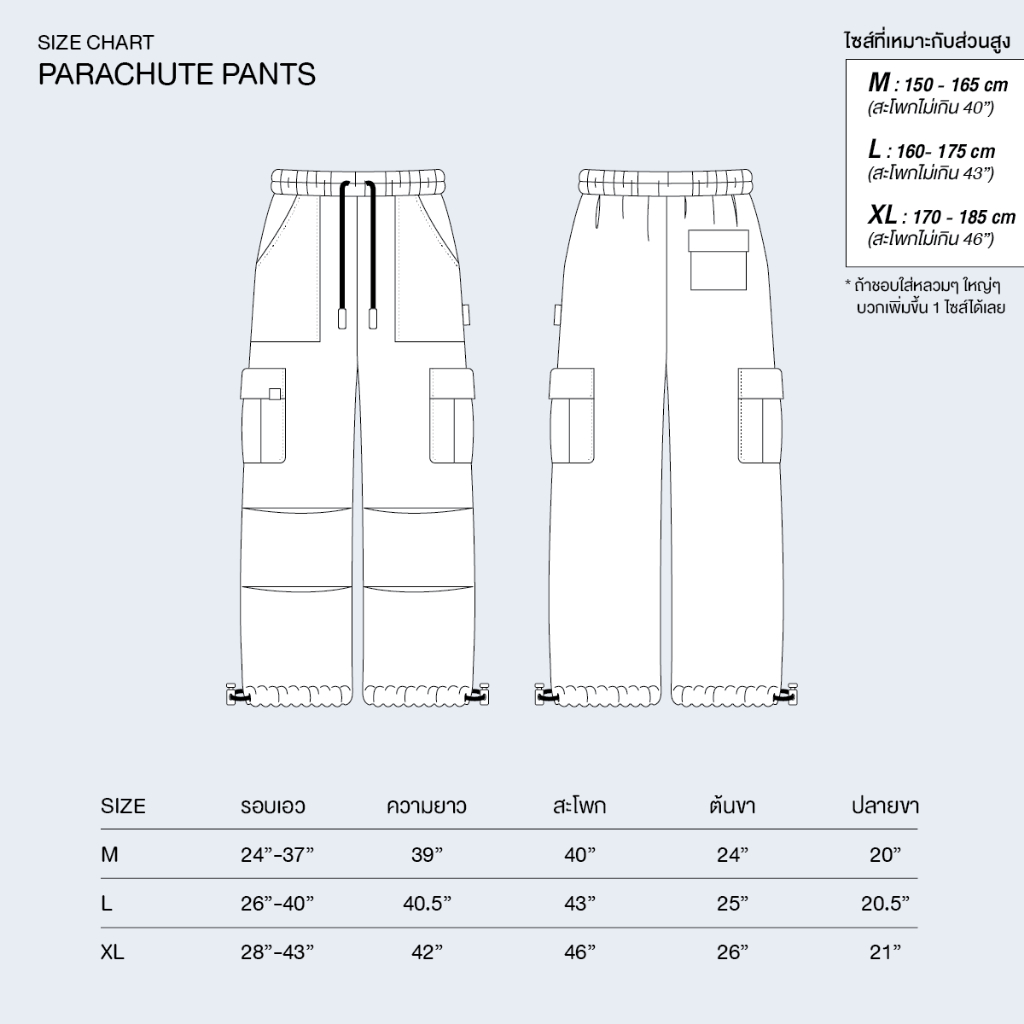 SIZE CHART
PARACHUTE PANTS
ไซส์ที่เหมาะกับส่วนสูง
M : 150 - 165 cm
(สะโพกไม่เกิน 40”)
L : 160- 175 cm
(สะโพกไม่เกิน 43”)
XL : 170 - 185 cm
(สะโพกไม่เกิน 46”)
* ถ้าชอบใส่หลวมๆ ใหญ่ๆ
บวกเพิ่มขึ้น 1 ไซส์ได้เลย
SIZE รอบเอว ความยาว สะโพก ต้นขา ปลายขา
M 24”-37” 39” 40” 24” 20”
L 26”-40” 40.5” 43” 25” 20.5”
XL 28”-43” 42” 46” 26” 21”